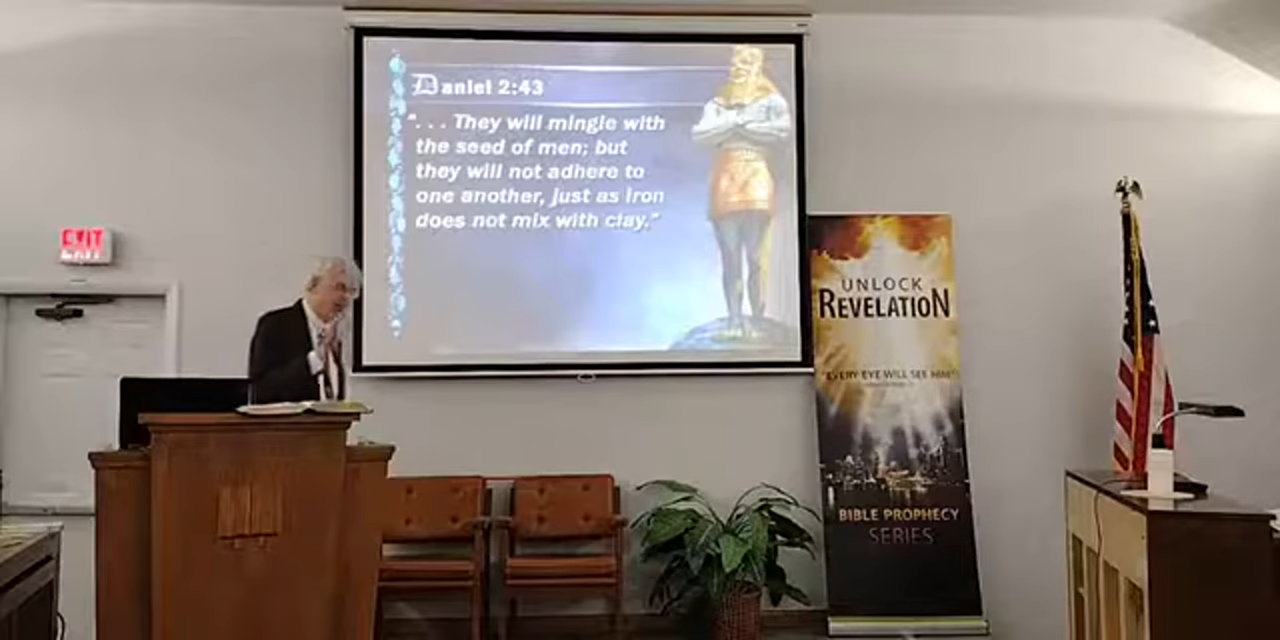 Daniel 2:43
". . . They will mingle with
the seed of men; but
they will not adhere to
one another, just as iron
does not mix with clay."
EXIT
UNLOCK
REVELATION
"EVERY EYE WILL SEE HIM"
BIBLE PROPHECY
SERIES